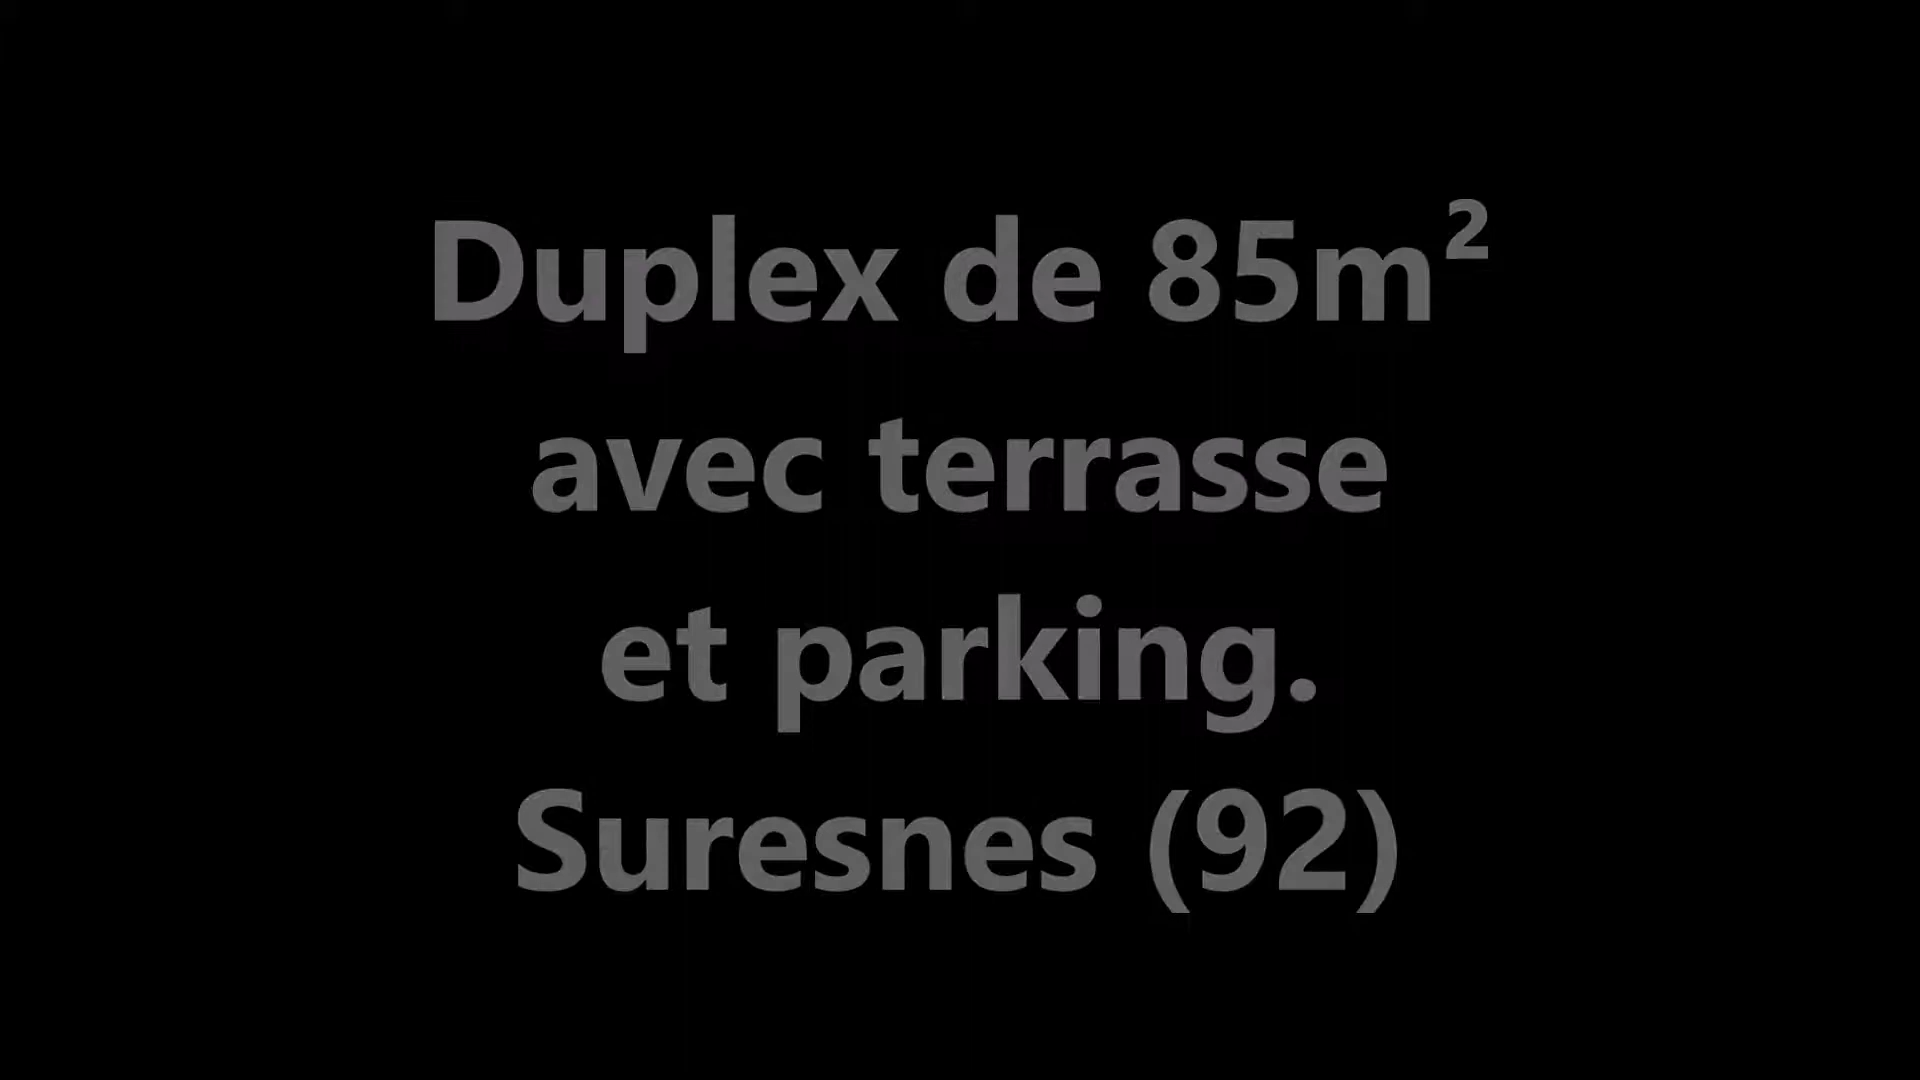 Duplex de 85m²
avec terrasse
et parking.
Suresnes (92)